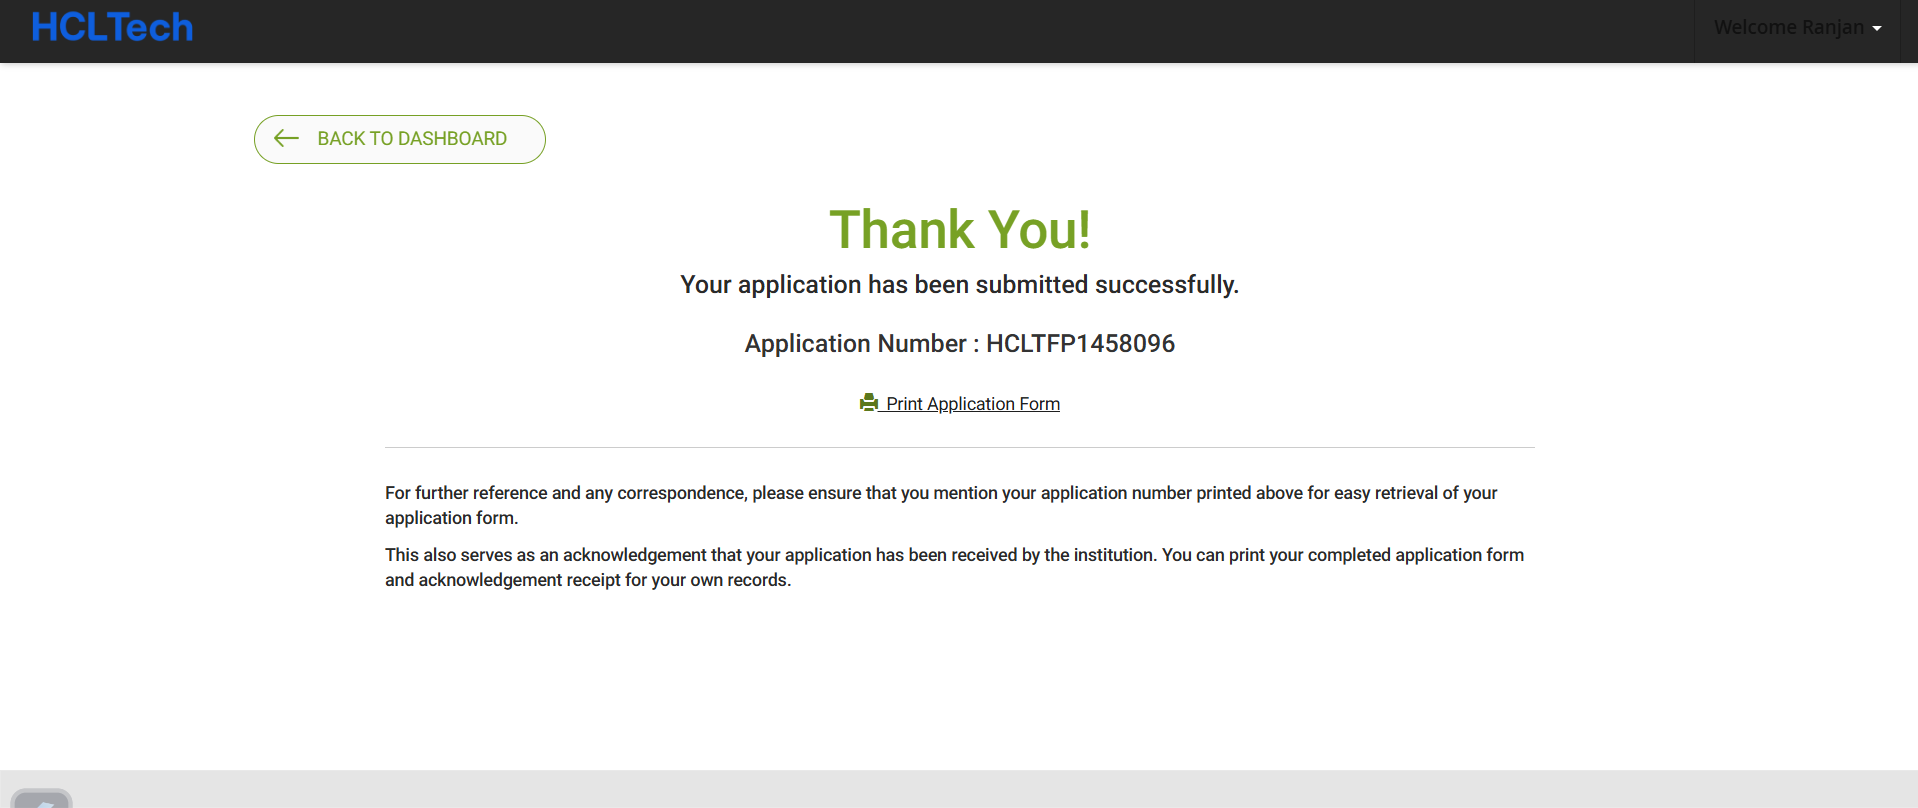 HCLTech
Welcome Ranjan
BACK TO DASHBOARD
Thank You!
Your application has been submitted successfully.
Application Number : HCLTFP1458096
Print Application Form
For further reference and any correspondence, please ensure that you mention your application number printed above for easy retrieval of your
application form.
This also serves as an acknowledgement that your application has been received by the institution. You can print your completed application form
and acknowledgement receipt for your own records.